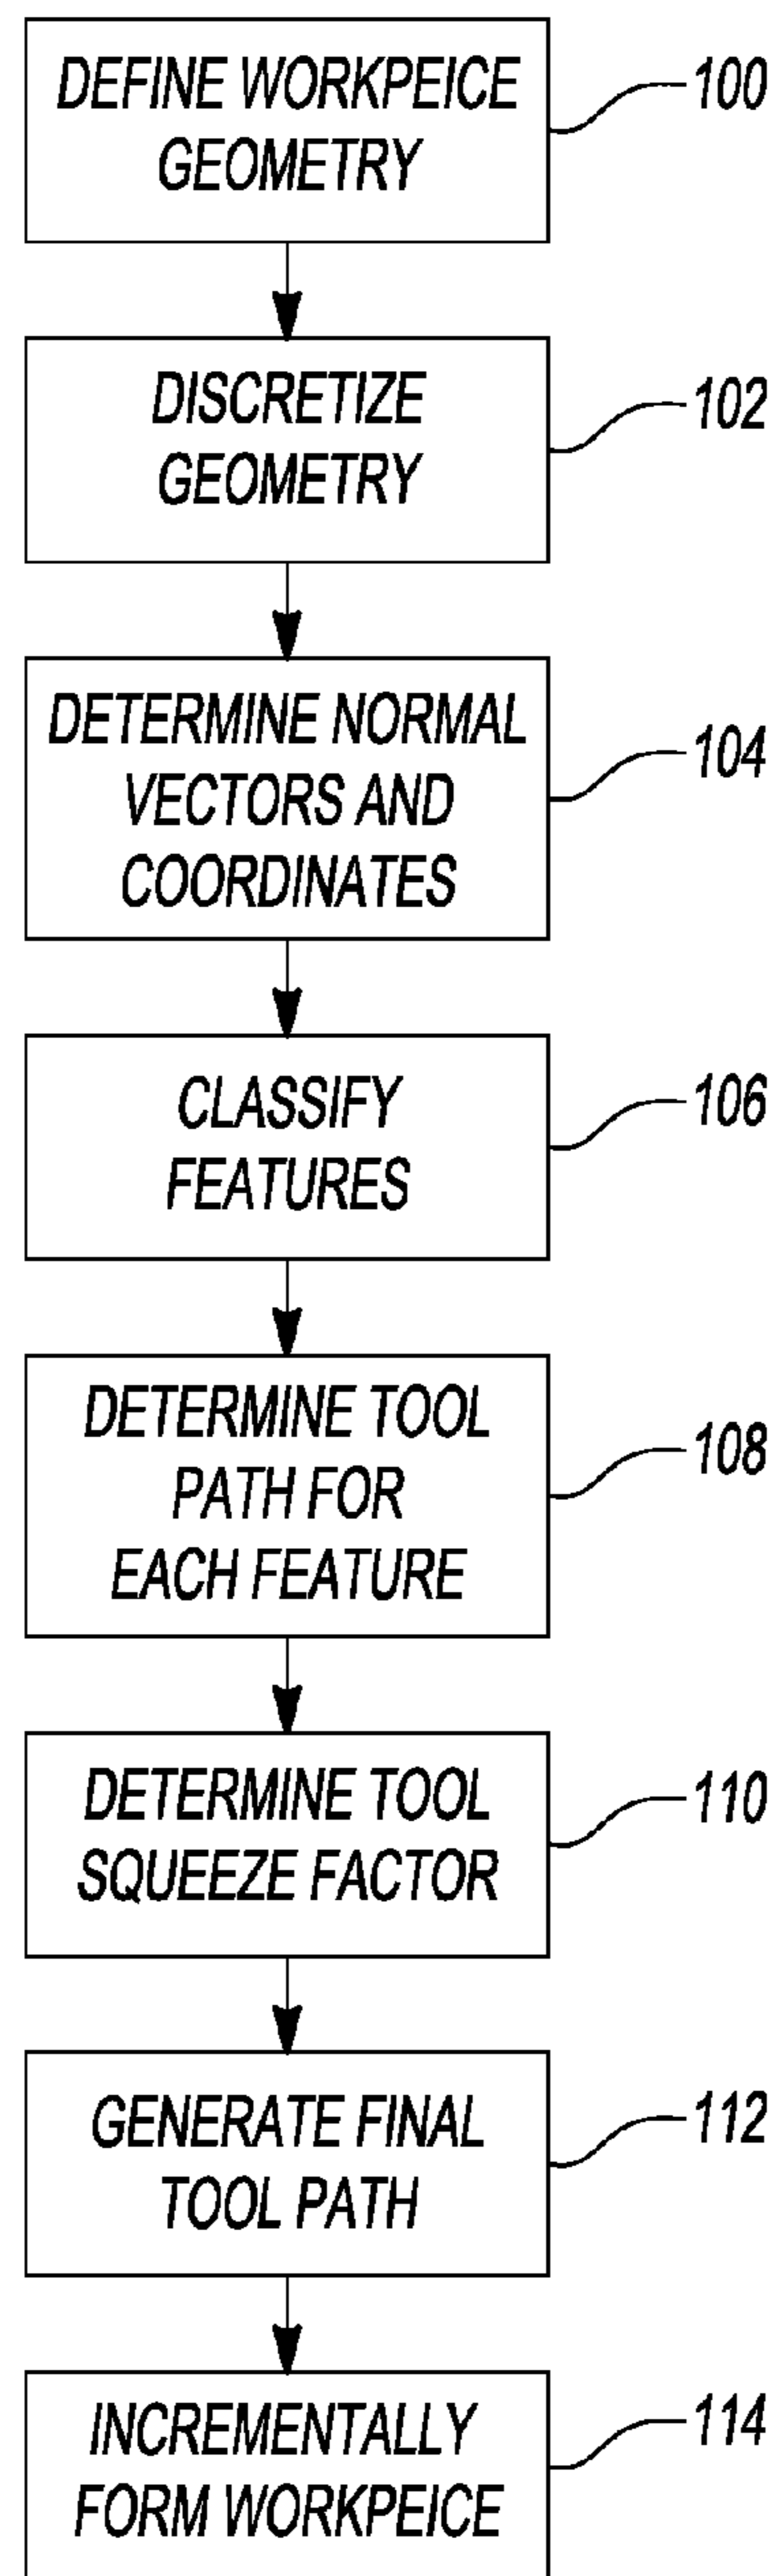 DEFINE WORKPEICE
GEOMETRY
100
DISCRETIZE
GEOMETRY
102
DETERMINE NORMAL
VECTORS AND
COORDINATES
104
CLASSIFY
FEATURES
106
DETERMINE TOOL
PATH FOR
EACH FEATURE
108
DETERMINE TOOL
SQUEEZE FACTOR
110
GENERATE FINAL
TOOL PATH
112
INCREMENTALLY
FORM WORKPEICE
114